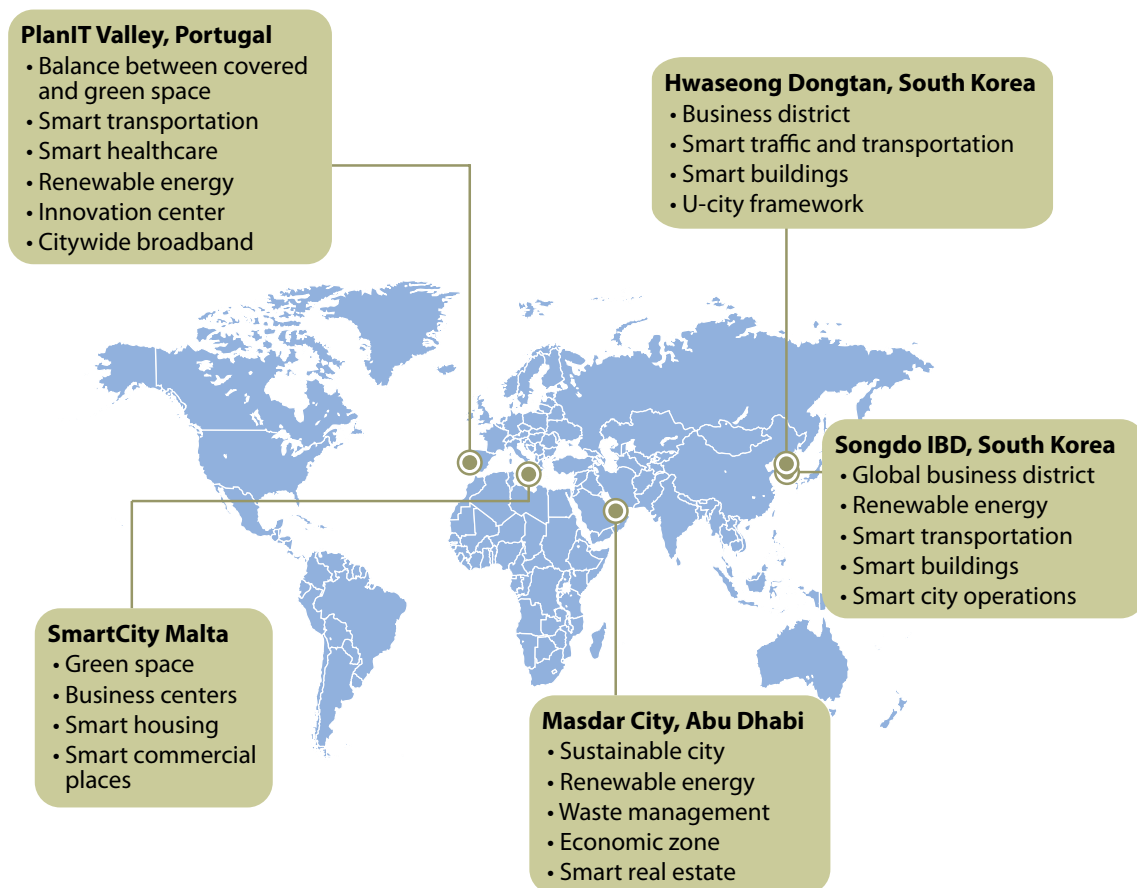 PlanIT Valley, Portugal
• Balance between covered
and green space
• Smart transportation
• Smart healthcare
• Renewable energy
• Innovation center
• Citywide broadband
Hwaseong Dongtan, South Korea
• Business district
• Smart traffic and transportation
• Smart buildings
• U-city framework
Songdo IBD, South Korea
• Global business district
• Renewable energy
• Smart transportation
• Smart buildings
• Smart city operations
SmartCity Malta
• Green space
• Business centers
• Smart housing
• Smart commercial
places
Masdar City, Abu Dhabi
• Sustainable city
• Renewable energy
• Waste management
• Economic zone
• Smart real estate